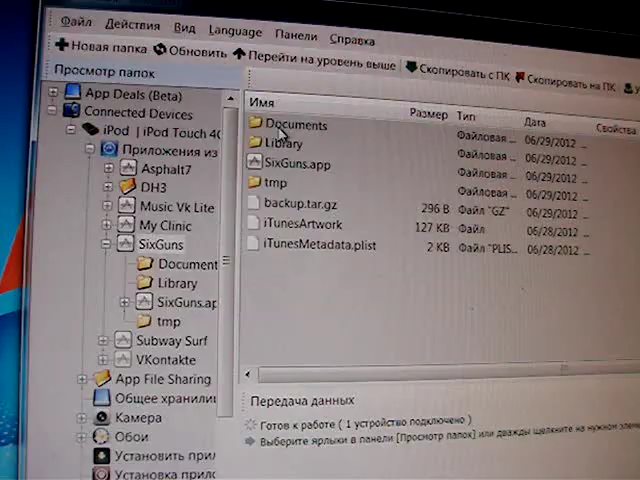 Файл Действия Вид Language Панели Справка
Новая папка Обновить Перейти на уровень выше Скопировать с ПК Скопировать на ПК
Просмотр папок
App Deals (Beta)
Connected Devices
iPod | iPod Touch 4G
Приложения из
Asphalt7
DH3
Music Vk Lite
My Clinic
SixGuns
Document
Library
SixGuns.ap
tmp
Subway Surf
VKontakte
App File Sharing
Общее хранили
Камера
Обои
Установить при
Установка прил
Имя Размер Тип Дата Свойства
Documents Файловая ... 06/29/2012 ...
Library Файловая ... 06/29/2012 ...
SixGuns.app Файловая ... 06/29/2012 ...
tmp Файловая ... 06/29/2012 ...
backup.tar.gz 296 B Файл "GZ" 06/29/2012 ...
iTunesArtwork 127 KB Файл 06/28/2012 ...
iTunesMetadata.plist 2 KB Файл "PLIS... 06/28/2012 ...
Передача данных
Готов к работе ( 1 устройство подключено )
Выберите ярлыки в панели [Просмотр папок] или дважды щелкните на нужном элеме